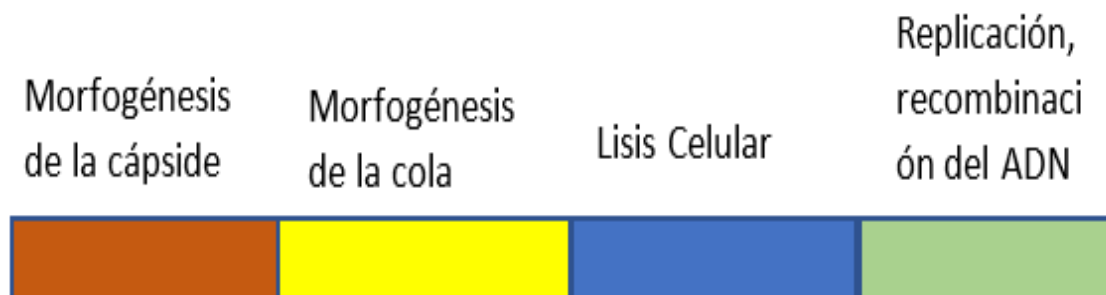 Morfogénesis
de la cápside
Morfogénesis
de la cola
Lisis Celular
Replicación,
recombinaci
ón del ADN